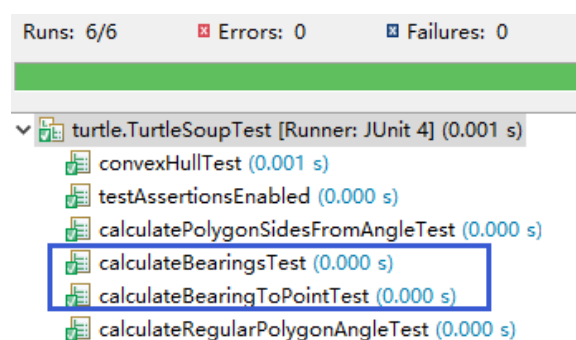 Runs: 6/6 Errors: 0 Failures: 0
turtle.TurtleSoupTest [Runner: JUnit 4] (0.001 s)
convexHullTest (0.001 s)
testAssertionsEnabled (0.000 s)
calculatePolygonSidesFromAngleTest (0.000 s)
calculateBearingsTest (0.000 s)
calculateBearingToPointTest (0.000 s)
calculateRegularPolygonAngleTest (0.000 s)